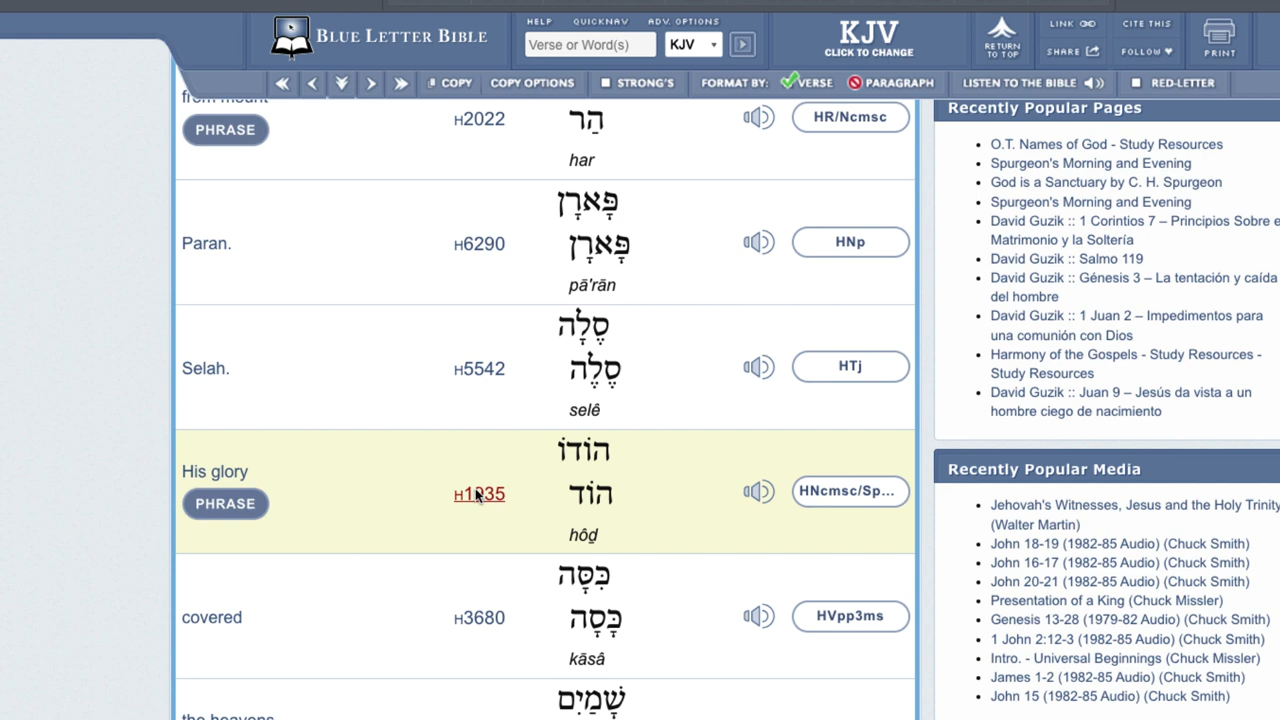 BLUE LETTER BIBLE
HELP QUICKNAV ADV. OPTIONS
Verse or Word(s) KJV
KJV
CLICK TO CHANGE
RETURN
TO TOP
LINK CITE THIS
SHARE FOLLOW
PRINT
COPY COPY OPTIONS STRONG'S FORMAT BY: VERSE PARAGRAPH LISTEN TO THE BIBLE RED-LETTER
from mount
PHRASE H2022 הַר HR/Ncmsc
har
פָּארָן
Paran. H6290 פָּארָן HNp
pā'rān
סֶלָה
Selah. H5542 סֶלֶה HTj
selê
הוֹדוֹ
His glory
PHRASE H1935 הוֹד HNcmsc/Sp...
hôḏ
כִּסָּה
covered H3680 כָּסָה HVpp3ms
kāsâ
שָׁמַיִם
the heavens
Recently Popular Pages
O.T. Names of God - Study Resources
Spurgeon's Morning and Evening
God is a Sanctuary by C. H. Spurgeon
Spurgeon's Morning and Evening
David Guzik :: 1 Corintios 7 – Principios Sobre e
Matrimonio y la Soltería
David Guzik :: Salmo 119
David Guzik :: Génesis 3 – La tentación y caída
del hombre
David Guzik :: 1 Juan 2 – Impedimentos para
una comunión con Dios
Harmony of the Gospels - Study Resources -
Study Resources
David Guzik :: Juan 9 – Jesús da vista a un
hombre ciego de nacimiento
Recently Popular Media
Jehovah's Witnesses, Jesus and the Holy Trinity
(Walter Martin)
John 18-19 (1982-85 Audio) (Chuck Smith)
John 16-17 (1982-85 Audio) (Chuck Smith)
John 20-21 (1982-85 Audio) (Chuck Smith)
Presentation of a King (Chuck Missler)
Genesis 13-28 (1979-82 Audio) (Chuck Smith)
1 John 2:12-3 (1982-85 Audio) (Chuck Smith)
Intro. - Universal Beginnings (Chuck Missler)
James 1-2 (1982-85 Audio) (Chuck Smith)
John 15 (1982-85 Audio) (Chuck Smith)